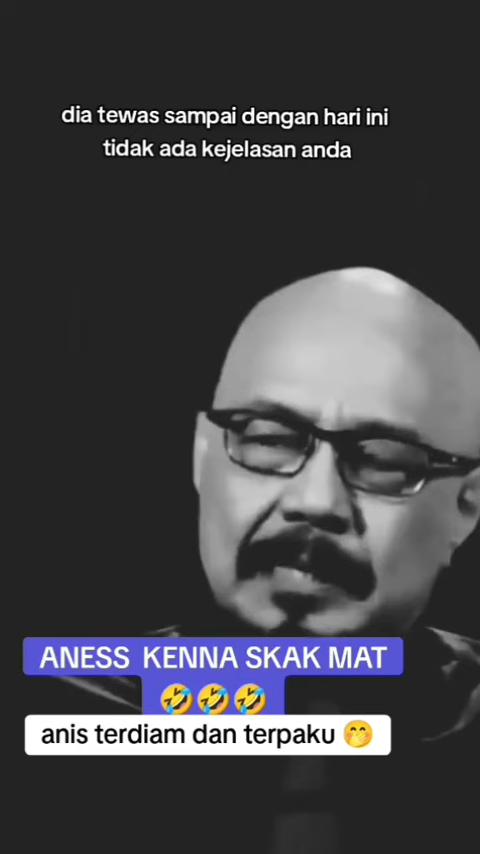 dia tewas sampai dengan hari ini
tidak ada kejelasan anda
ANESS KENNA SKAK MAT
🤣🤣🤣
anis terdiam dan terpaku 🤭